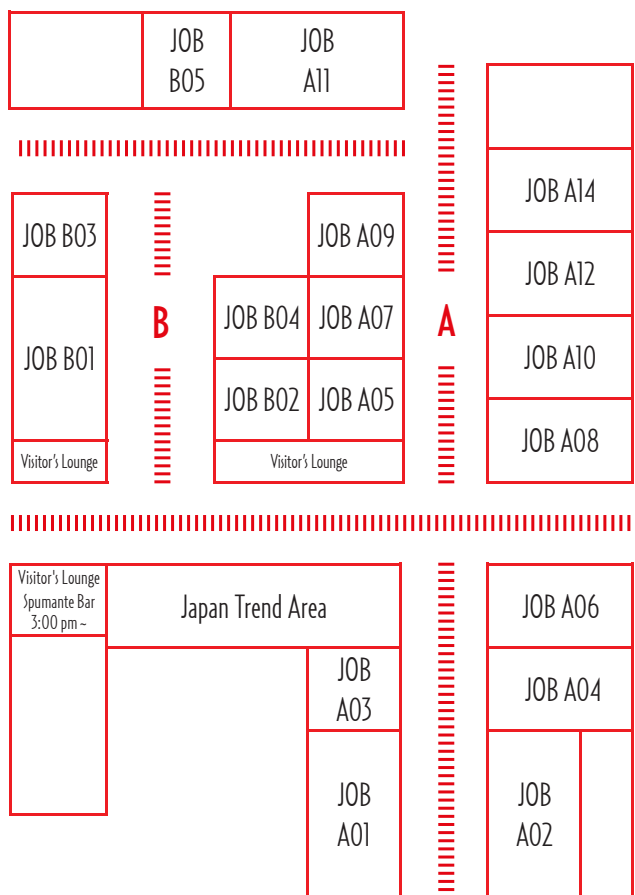 JOB
B05
JOB
A11
JOB A14
JOB B03
JOB A09
JOB A12
B
JOB B04
JOB A07
A
JOB B01
JOB A10
JOB B02
JOB A05
JOB A08
Visitor's Lounge
Visitor's Lounge
Visitor's Lounge
Spumante Bar
3:00 pm ~
Japan Trend Area
JOB A06
JOB
A03
JOB A04
JOB
A01
JOB
A02